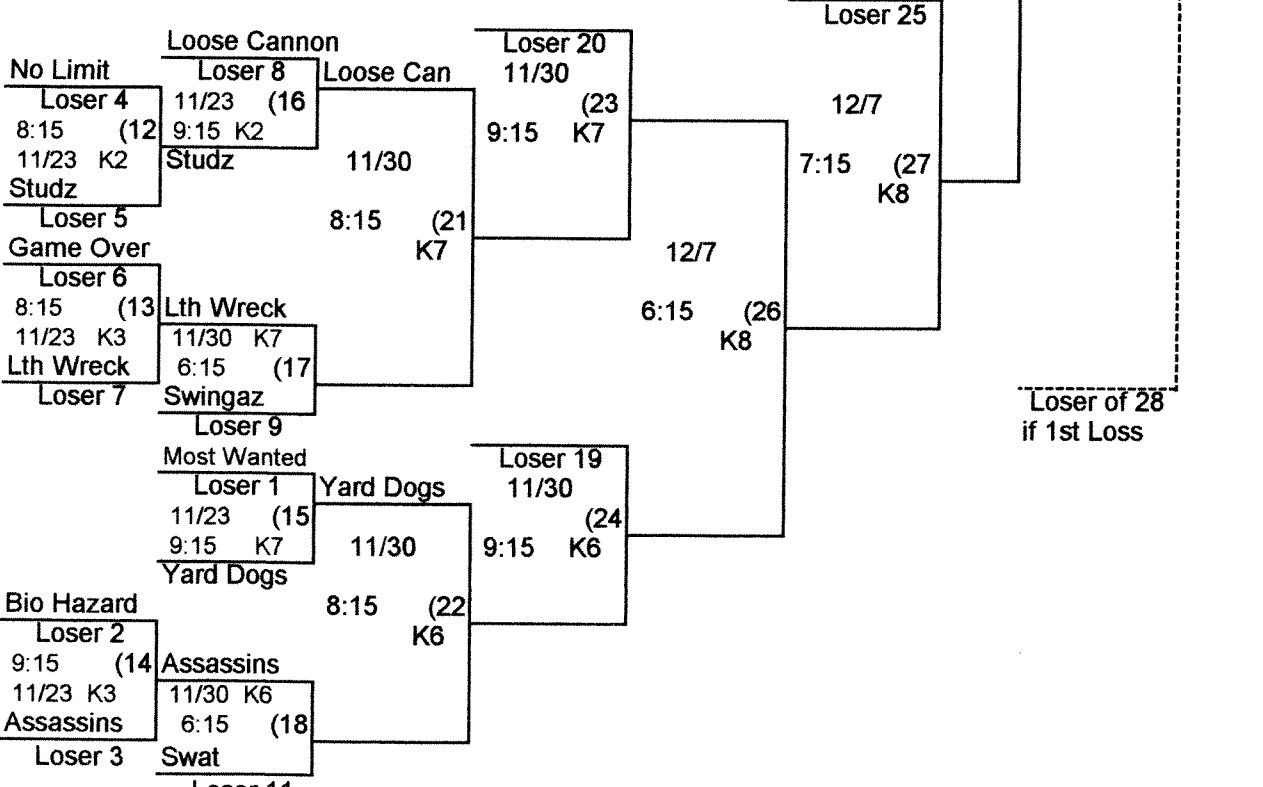 Loser 25
Loser 20
Loose Cannon
No Limit
Loser 8
Loose Can
11/30
Loser 4
11/23 (16
(23
12/7
8:15 (12
9:15 K2
9:15 K7
11/23 K2
Studz
11/30
7:15 (27
Studz
K8
Loser 5
8:15 (21
Game Over
K7
12/7
Loser 6
8:15 (13
Lth Wreck
6:15 (26
11/23 K3
11/30 K7
K8
Lth Wreck
6:15 (17
Loser 7
Swingaz
Loser of 28
Loser 9
if 1st Loss
Most Wanted
Loser 19
Loser 1
Yard Dogs
11/30
11/23 (15
(24
9:15 K7
11/30
9:15 K6
Yard Dogs
Bio Hazard
8:15 (22
Loser 2
K6
9:15 (14
Assassins
11/23 K3
11/30 K6
Assassins
6:15 (18
Loser 3
Swat
Loser 11